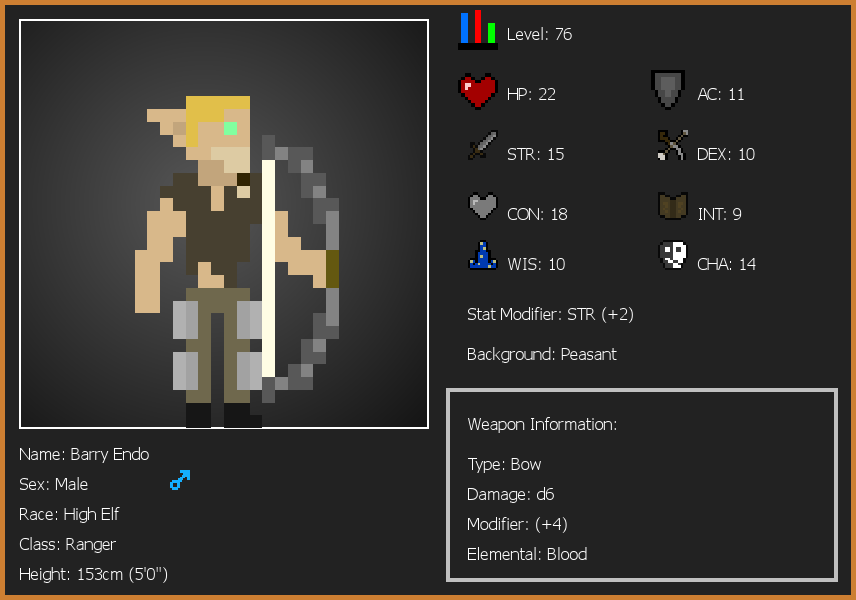 Level: 76
HP: 22
AC: 11
STR: 15
DEX: 10
CON: 18
INT: 9
WIS: 10
CHA: 14
Stat Modifier: STR (+2)
Background: Peasant
Weapon Information:
Type: Bow
Damage: d6
Modifier: (+4)
Elemental: Blood
Name: Barry Endo
Sex: Male
Race: High Elf
Class: Ranger
Height: 153cm (5'0")